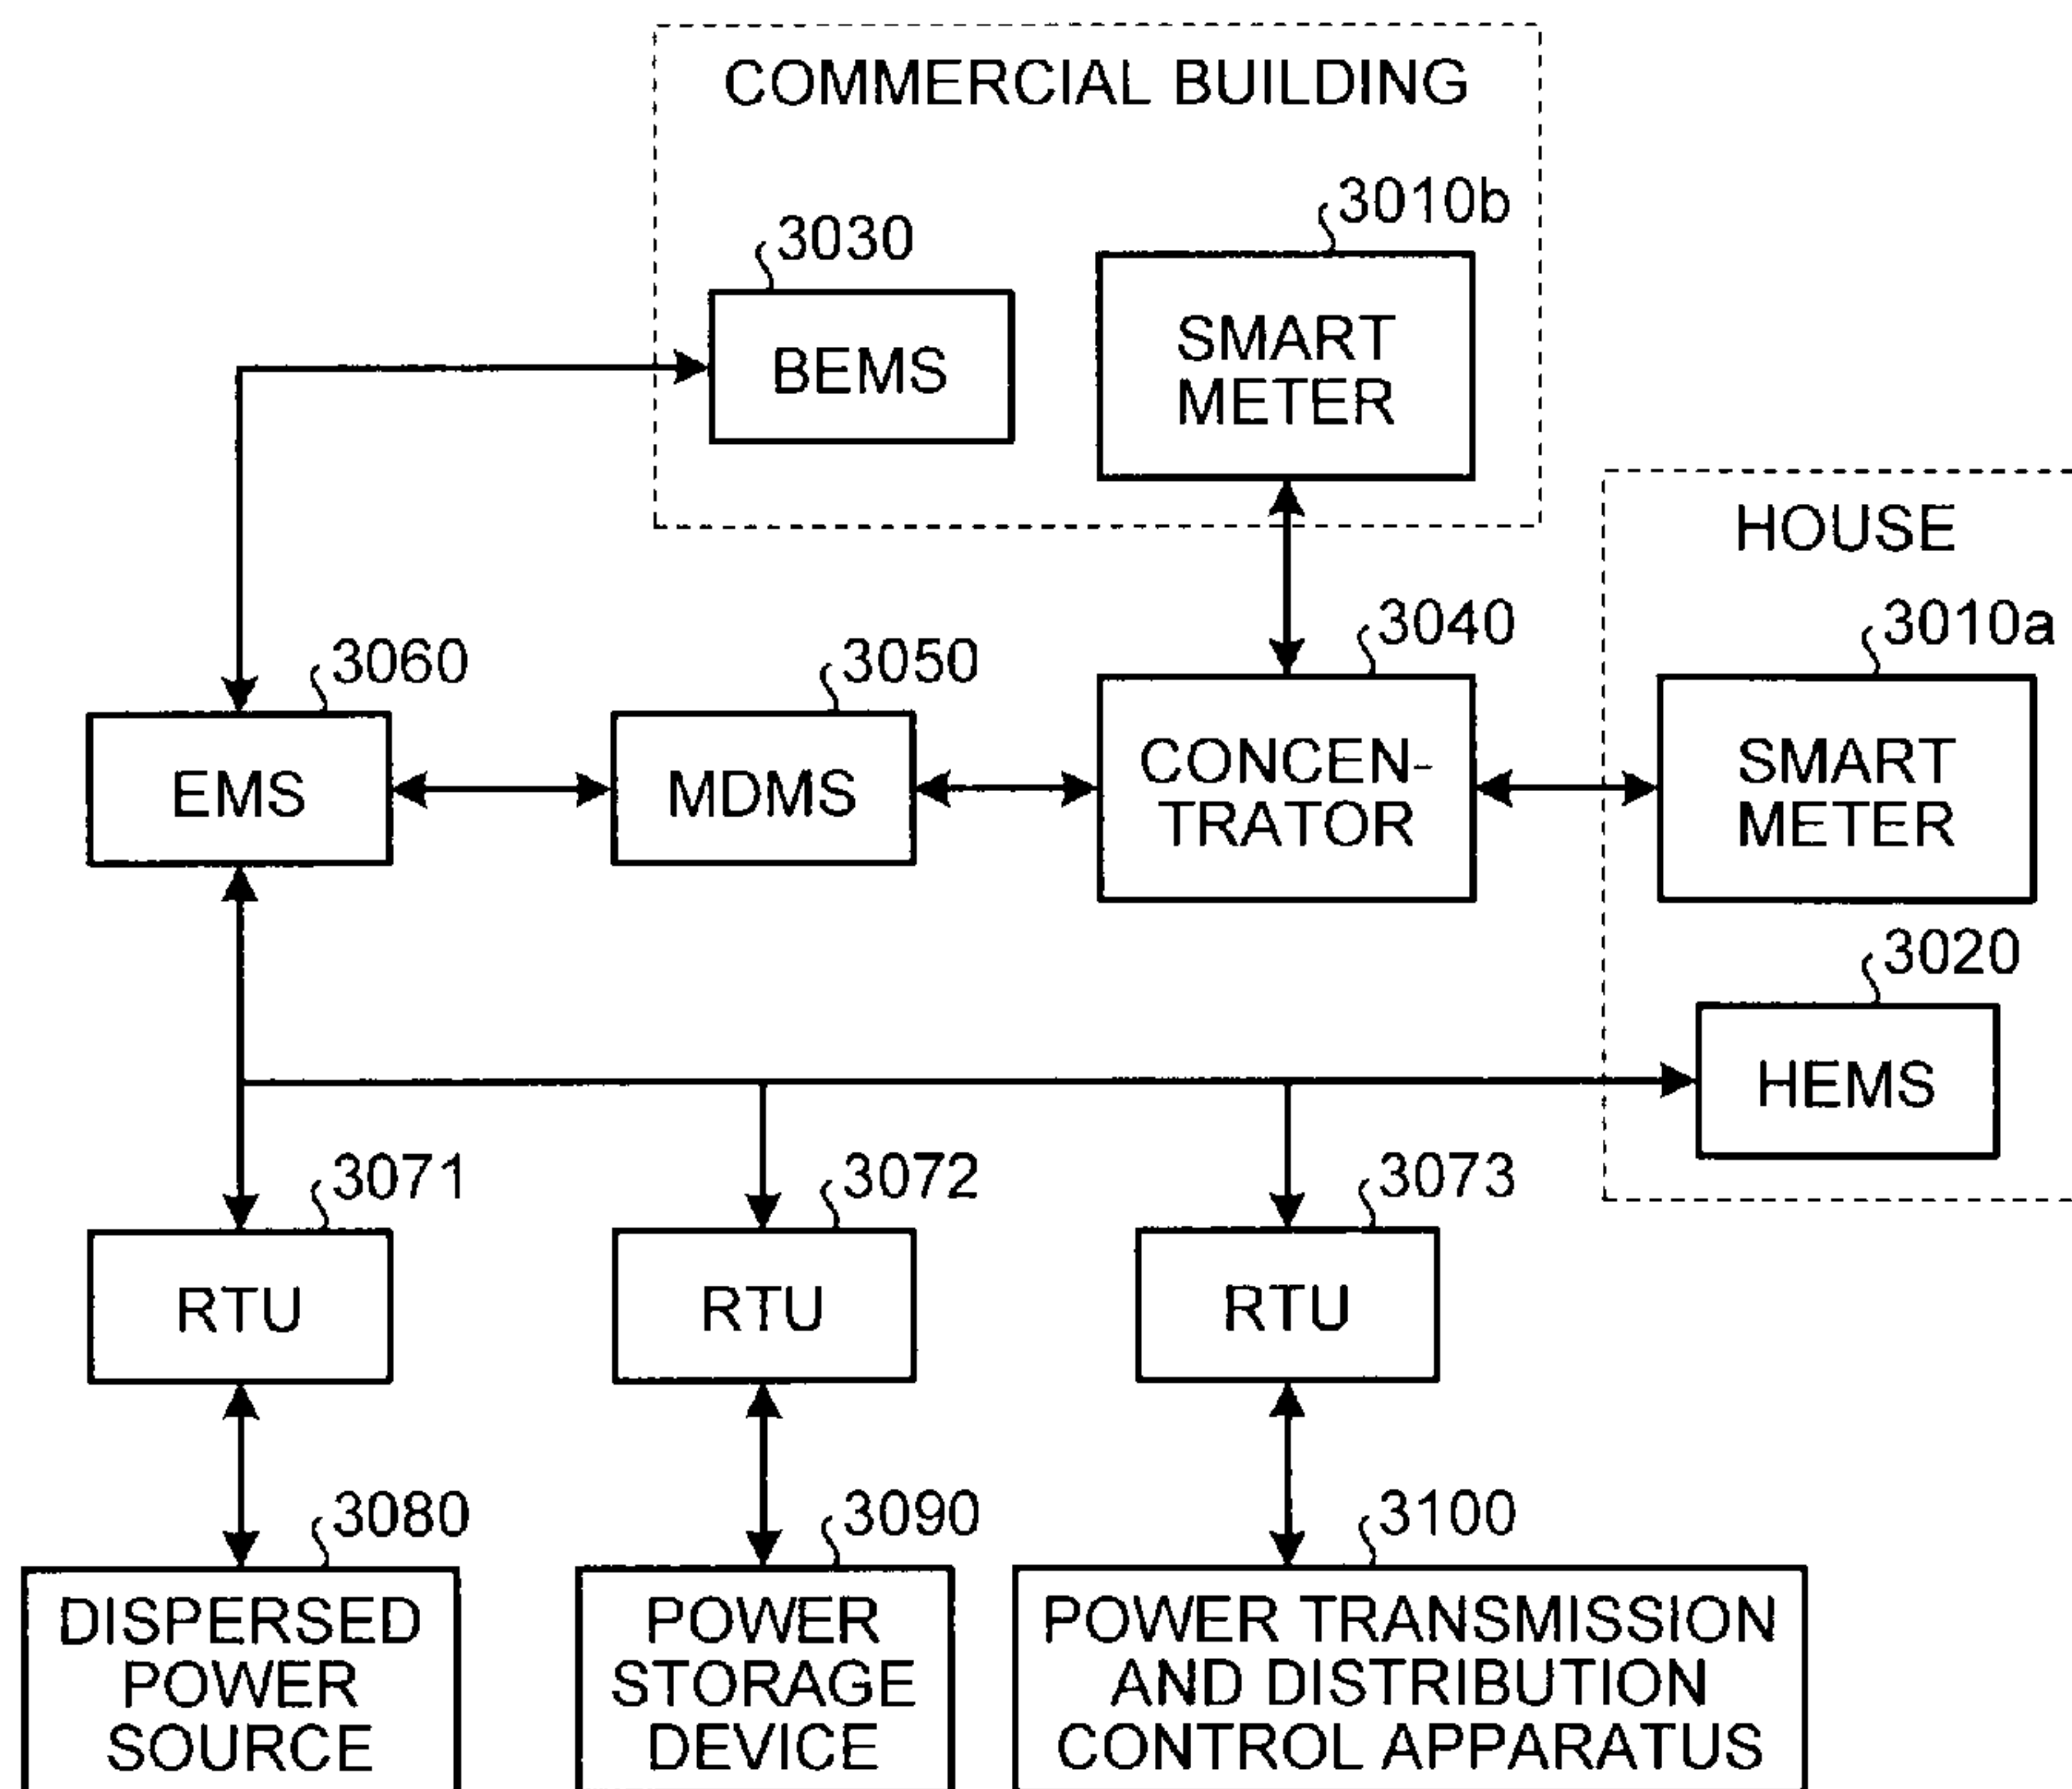 COMMERCIAL BUILDING
3010b
3030
SMART
METER
BEMS
HOUSE
3040
3010a
3060
3050
CONCEN-
TRATOR
SMART
METER
EMS
MDMS
3020
HEMS
3071
3072
3073
RTU
RTU
RTU
3080
3090
3100
DISPERSED
POWER
SOURCE
POWER
STORAGE
DEVICE
POWER TRANSMISSION
AND DISTRIBUTION
CONTROL APPARATUS